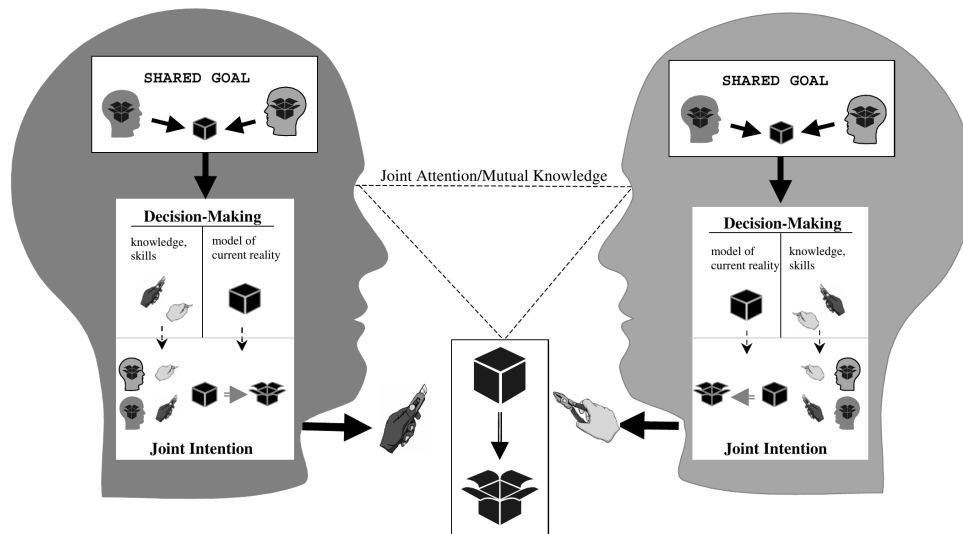 SHARED GOAL
Decision-Making
knowledge,
skills
model of
current reality
Joint Intention
Joint Attention/Mutual Knowledge
SHARED GOAL
Decision-Making
model of
current reality
knowledge,
skills
Joint Intention